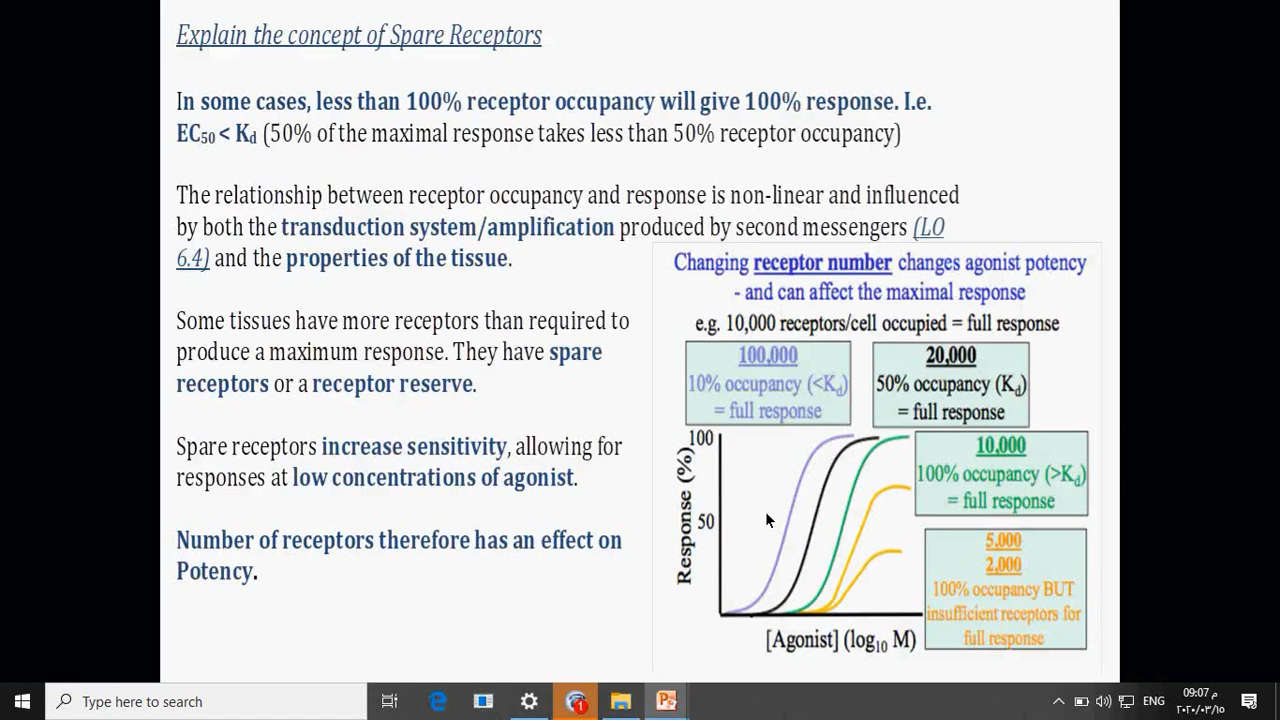 Explain the concept of Spare Receptors
In some cases, less than 100% receptor occupancy will give 100% response. I.e.
EC50 < Kd (50% of the maximal response takes less than 50% receptor occupancy)
The relationship between receptor occupancy and response is non-linear and influenced
by both the transduction system/amplification produced by second messengers (LO
6.4) and the properties of the tissue.
Some tissues have more receptors than required to
produce a maximum response. They have spare
receptors or a receptor reserve.
Spare receptors increase sensitivity, allowing for
responses at low concentrations of agonist.
Number of receptors therefore has an effect on
Potency.
Changing receptor number changes agonist potency
- and can affect the maximal response
e.g. 10,000 receptors/cell occupied = full response
100,000
10% occupancy (<Kd)
= full response
20,000
50% occupancy (Kd)
= full response
10,000
100% occupancy (>Kd)
= full response
5,000
2,000
100% occupancy BUT
insufficient receptors for
full response
100
50
Response (%)
[Agonist] (log10 M)
Type here to search
1
ENG
09:07 م
٢٠٢٠/٠٣/١٥